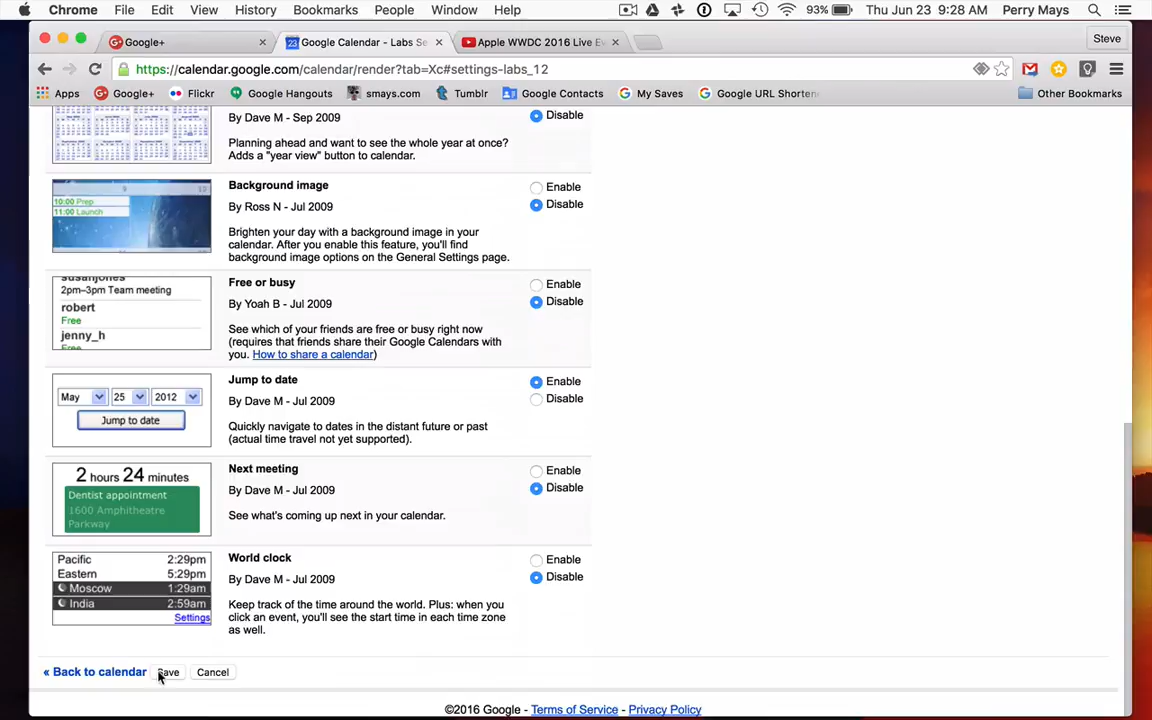 Chrome File Edit View History Bookmarks People Window Help 93% Thu Jun 23 9:28 AM Perry Mays
Google+ Google Calendar - Labs Se Apple WWDC 2016 Live Ev Steve
https://calendar.google.com/calendar/render?tab=Xc#settings-labs_12
Apps Google+ Flickr Google Hangouts smays.com Tumblr Google Contacts My Saves Google URL Shorten Other Bookmarks
By Dave M - Sep 2009
Disable
Planning ahead and want to see the whole year at once?
Adds a "year view" button to calendar.
Background image
Enable
By Ross N - Jul 2009
Disable
10:00 Prep
11:00 Launch
Brighten your day with a background image in your
calendar. After you enable this feature, you'll find
background image options on the General Settings page.
susanjones
2pm–3pm Team meeting
robert
Free
jenny_h
Free
Free or busy
Enable
By Yoah B - Jul 2009
Disable
See which of your friends are free or busy right now
(requires that friends share their Google Calendars with
you. How to share a calendar)
May 25 2012
Jump to date
Jump to date
Enable
By Dave M - Jul 2009
Disable
Quickly navigate to dates in the distant future or past
(actual time travel not yet supported).
2 hours 24 minutes
Dentist appointment
1600 Amphitheatre
Parkway
Next meeting
Enable
By Dave M - Jul 2009
Disable
See what's coming up next in your calendar.
Pacific 2:29pm
Eastern 5:29pm
Moscow 1:29am
India 2:59am
Settings
World clock
Enable
By Dave M - Jul 2009
Disable
Keep track of the time around the world. Plus: when you
click an event, you'll see the start time in each time zone
as well.
« Back to calendar Save Cancel
©2016 Google - Terms of Service - Privacy Policy